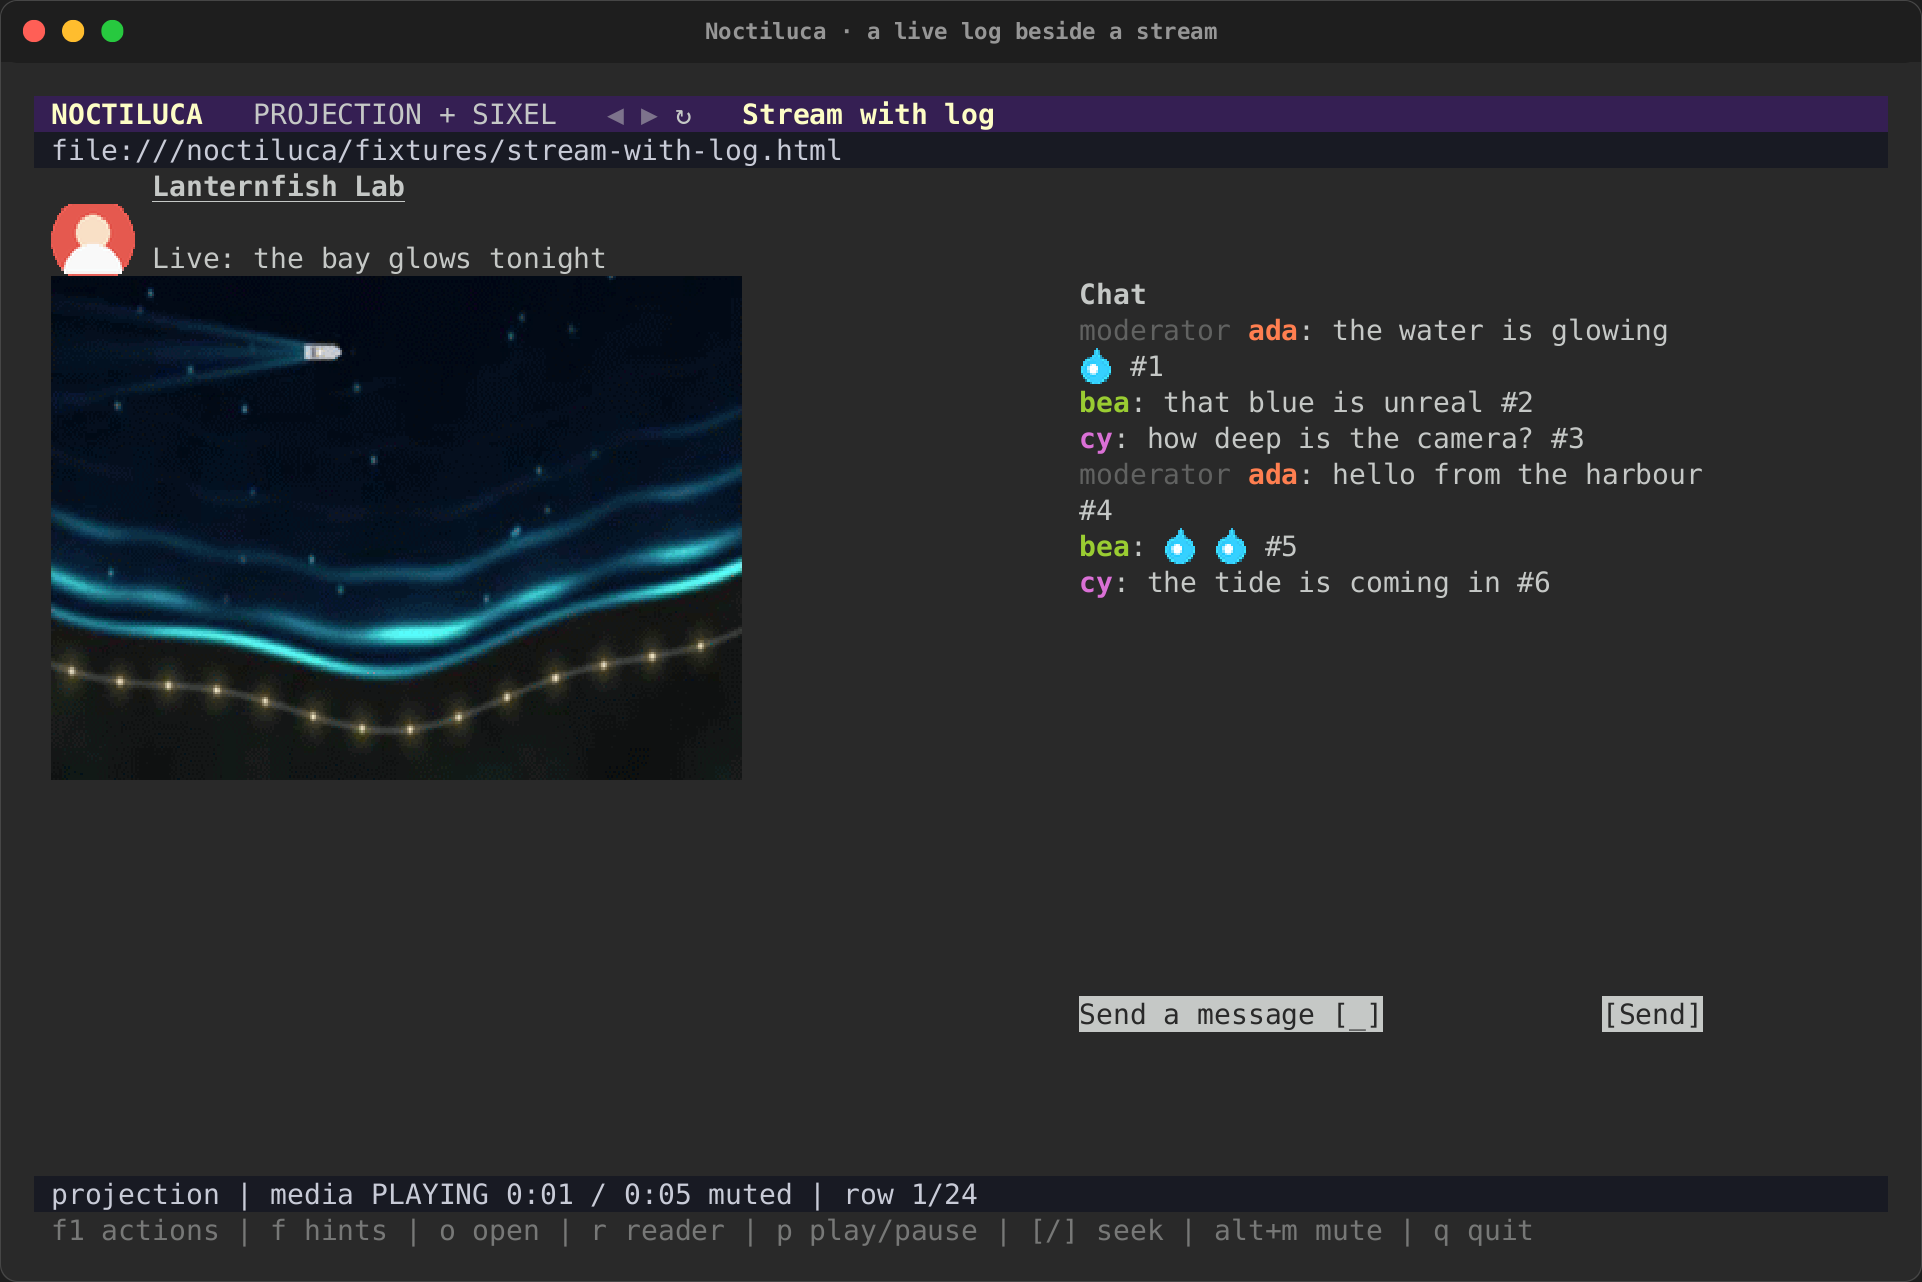 Noctiluca · a live log beside a stream
NOCTILUCA PROJECTION + SIXEL ◀ ▶ ↻ Stream with log
file:///noctiluca/fixtures/stream-with-log.html
Lanternfish Lab
Live: the bay glows tonight
Chat
moderator ada: the water is glowing
#1
bea: that blue is unreal #2
cy: how deep is the camera? #3
moderator ada: hello from the harbour
#4
bea: #5
cy: the tide is coming in #6
Send a message [_] [Send]
projection | media PLAYING 0:01 / 0:05 muted | row 1/24
f1 actions | f hints | o open | r reader | p play/pause | [/] seek | alt+m mute | q quit